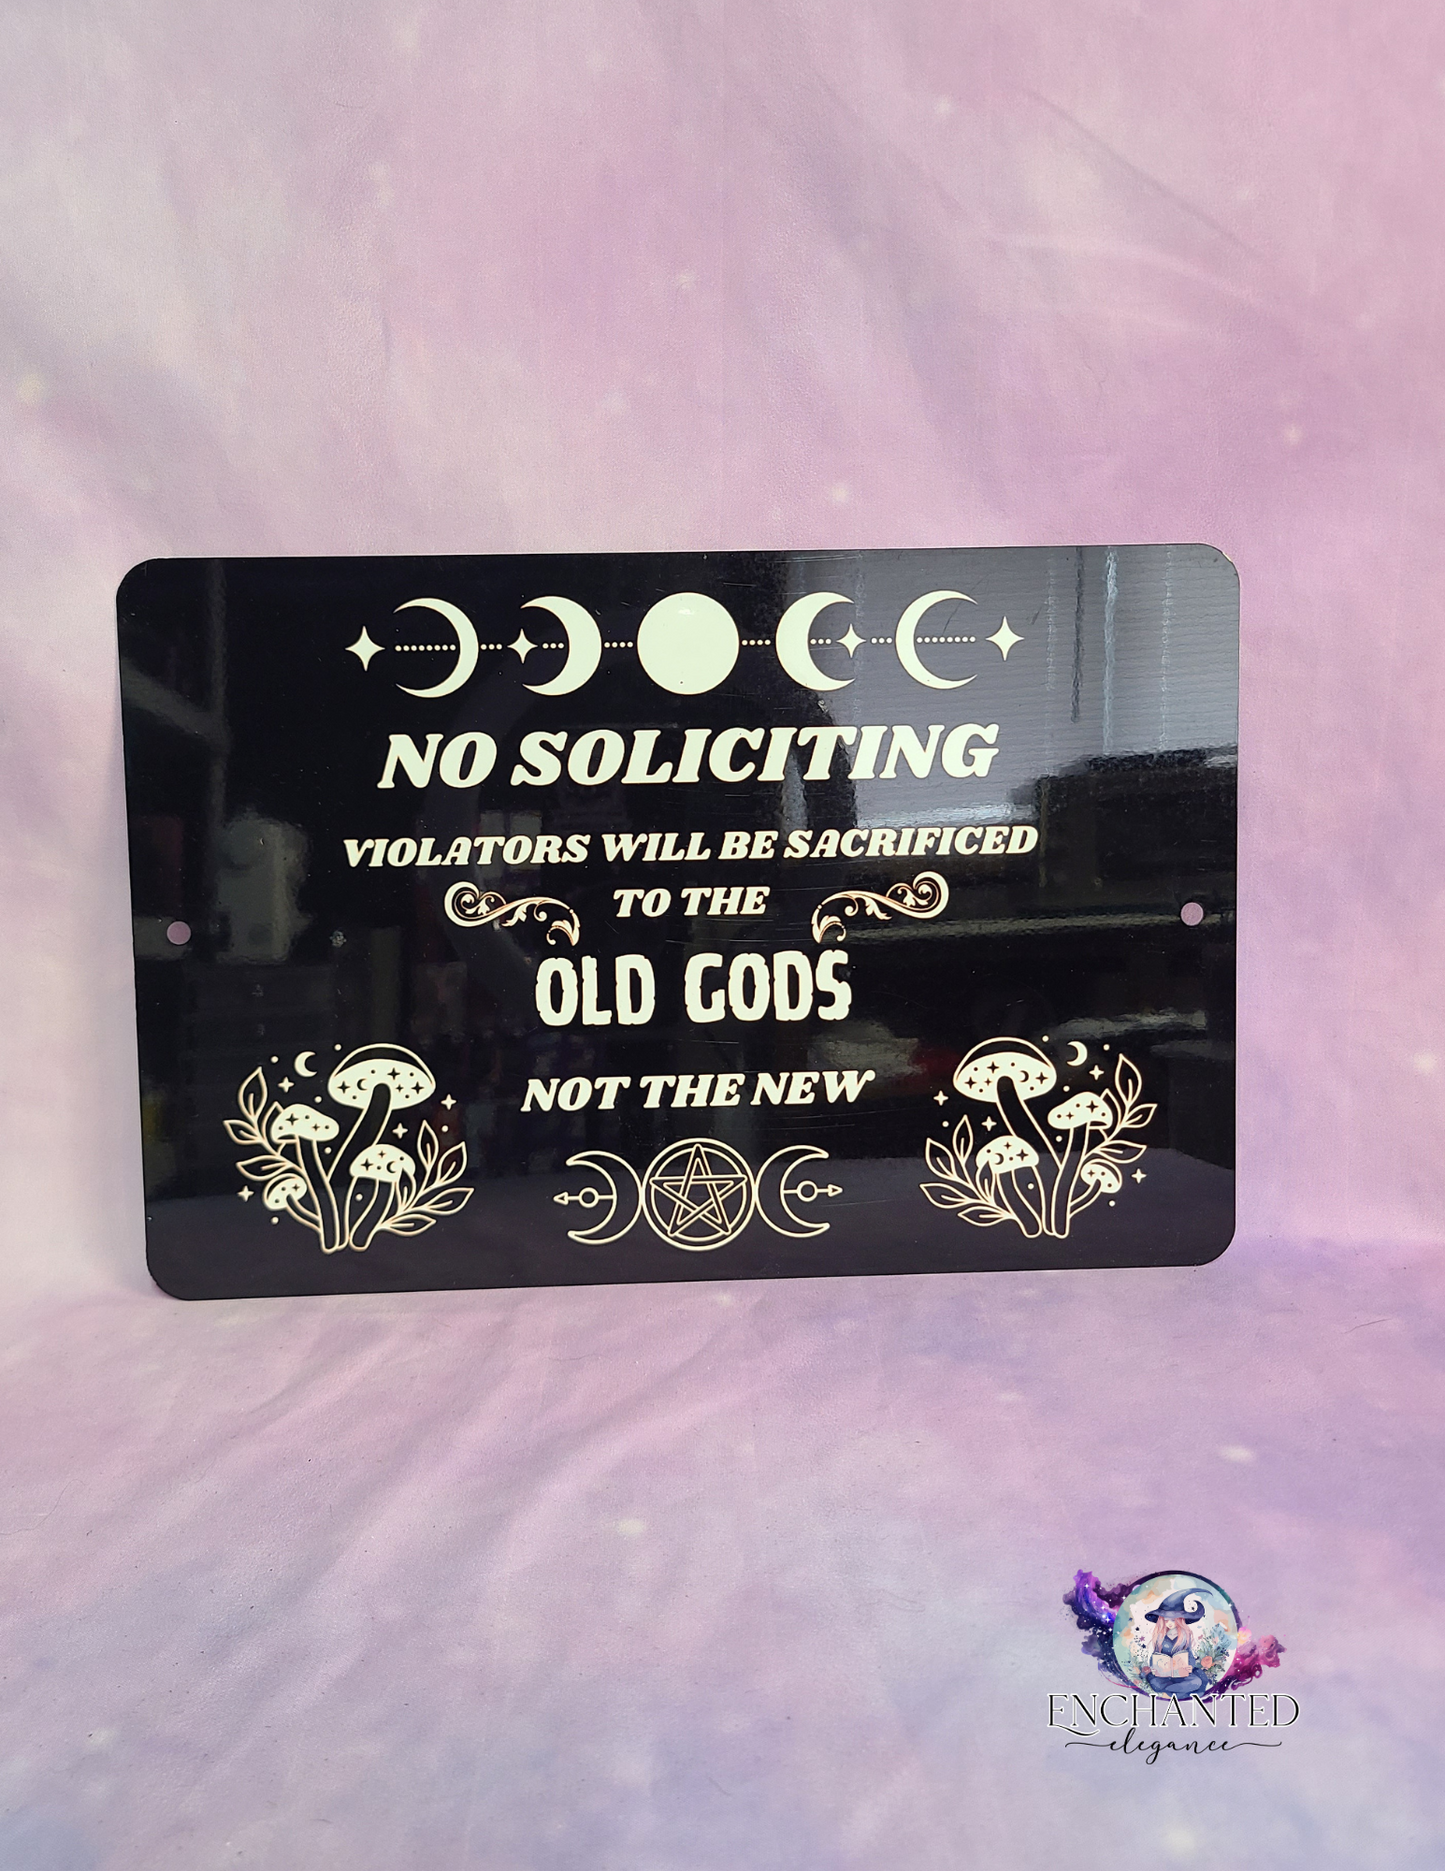 NO SOLICITING
VIOLATORS WILL BE SACRIFICED
TO THE
OLD GODS
NOT THE NEW
ENCHANTED
elegance